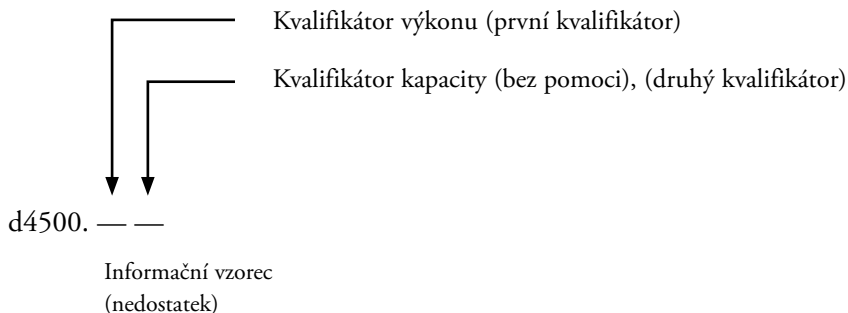 Kvalifikátor výkonu (první kvalifikátor)
Kvalifikátor kapacity (bez pomoci), (druhý kvalifikátor)
d4500. — —
Informační vzorec
(nedostatek)